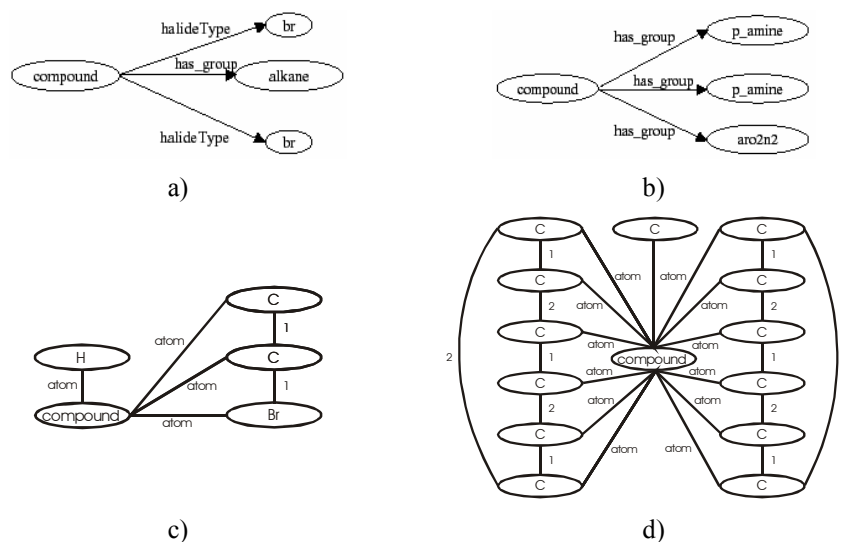 halideType
br
compound
has_group
alkane
halideType
br
a)
has_group
p_amine
compound
has_group
p_amine
has_group
aro2n2
b)
C
1
C
1
Br
H
atom
compound
atom
atom
atom
c)
C
C
C
1
atom
1
C
atom
atom
C
2
atom
2
C
atom
atom
C
2
1
compound
1
C
atom
atom
C
2
atom
atom
2
C
C
1
atom
atom
1
C
C
d)